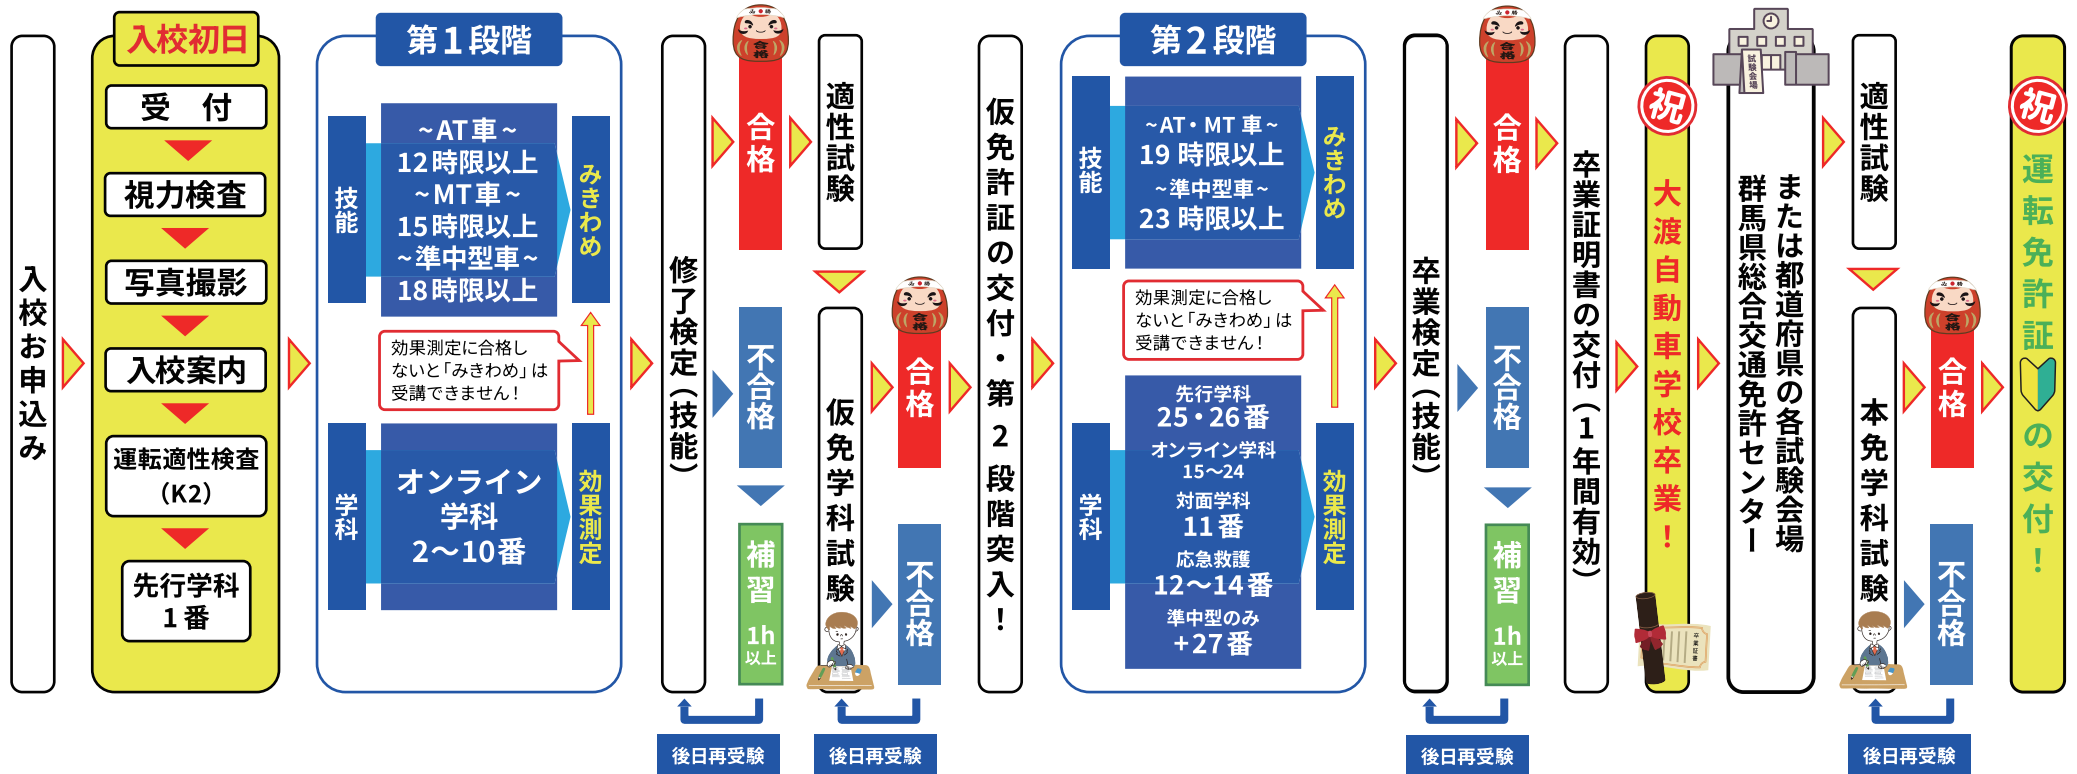 入校お申込み
入校初日
受　付
視力検査
写真撮影
入校案内
運転適性検査
（K2）
先行学科
1 番
第1段階
技能
～AT車～
12時限以上
～MT車～
15時限以上
～準中型車～
18時限以上
みきわめ
効果測定に合格し
ないと「みきわめ」は
受講できません！
学科
オンライン
学科
2～10番
効果測定
修了検定（技能）
合格
合格
不合格
補習
1h
以上
後日再受験
適性試験
仮免学科試験
合格
合格
不合格
後日再受験
仮免許証の交付・第2段階突入！
第2段階
技能
～AT・MT 車～
19 時限以上
～準中型車～
23 時限以上
みきわめ
効果測定に合格し
ないと「みきわめ」は
受講できません！
学科
先行学科
25・26番
オンライン学科
15～24
対面学科
11番
応急救護
12～14番
準中型のみ
+27番
効果測定
卒業検定（技能）
合格
合格
不合格
補習
1h
以上
後日再受験
卒業証明書の交付（1年間有効）
祝
大渡自動車学校卒業！
卒業証書
試験会場
または都道府県の各試験会場
群馬県総合交通免許センター
適性試験
本免学科試験
合格
合格
不合格
後日再受験
祝
運転免許証
の交付！